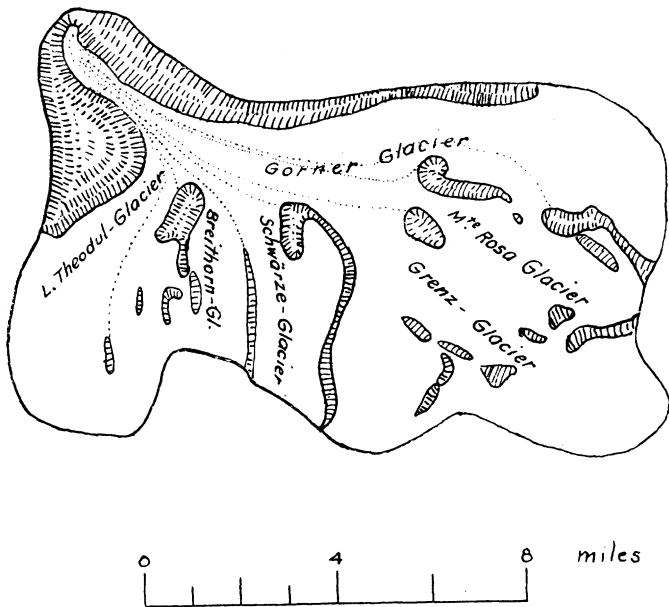 Gorner Glacier
L. Theodul-Glacier
Breithorn-Gl.
Schwärze-Glacier
Mte Rosa Glacier
Grenz-Glacier
0 4 8 miles